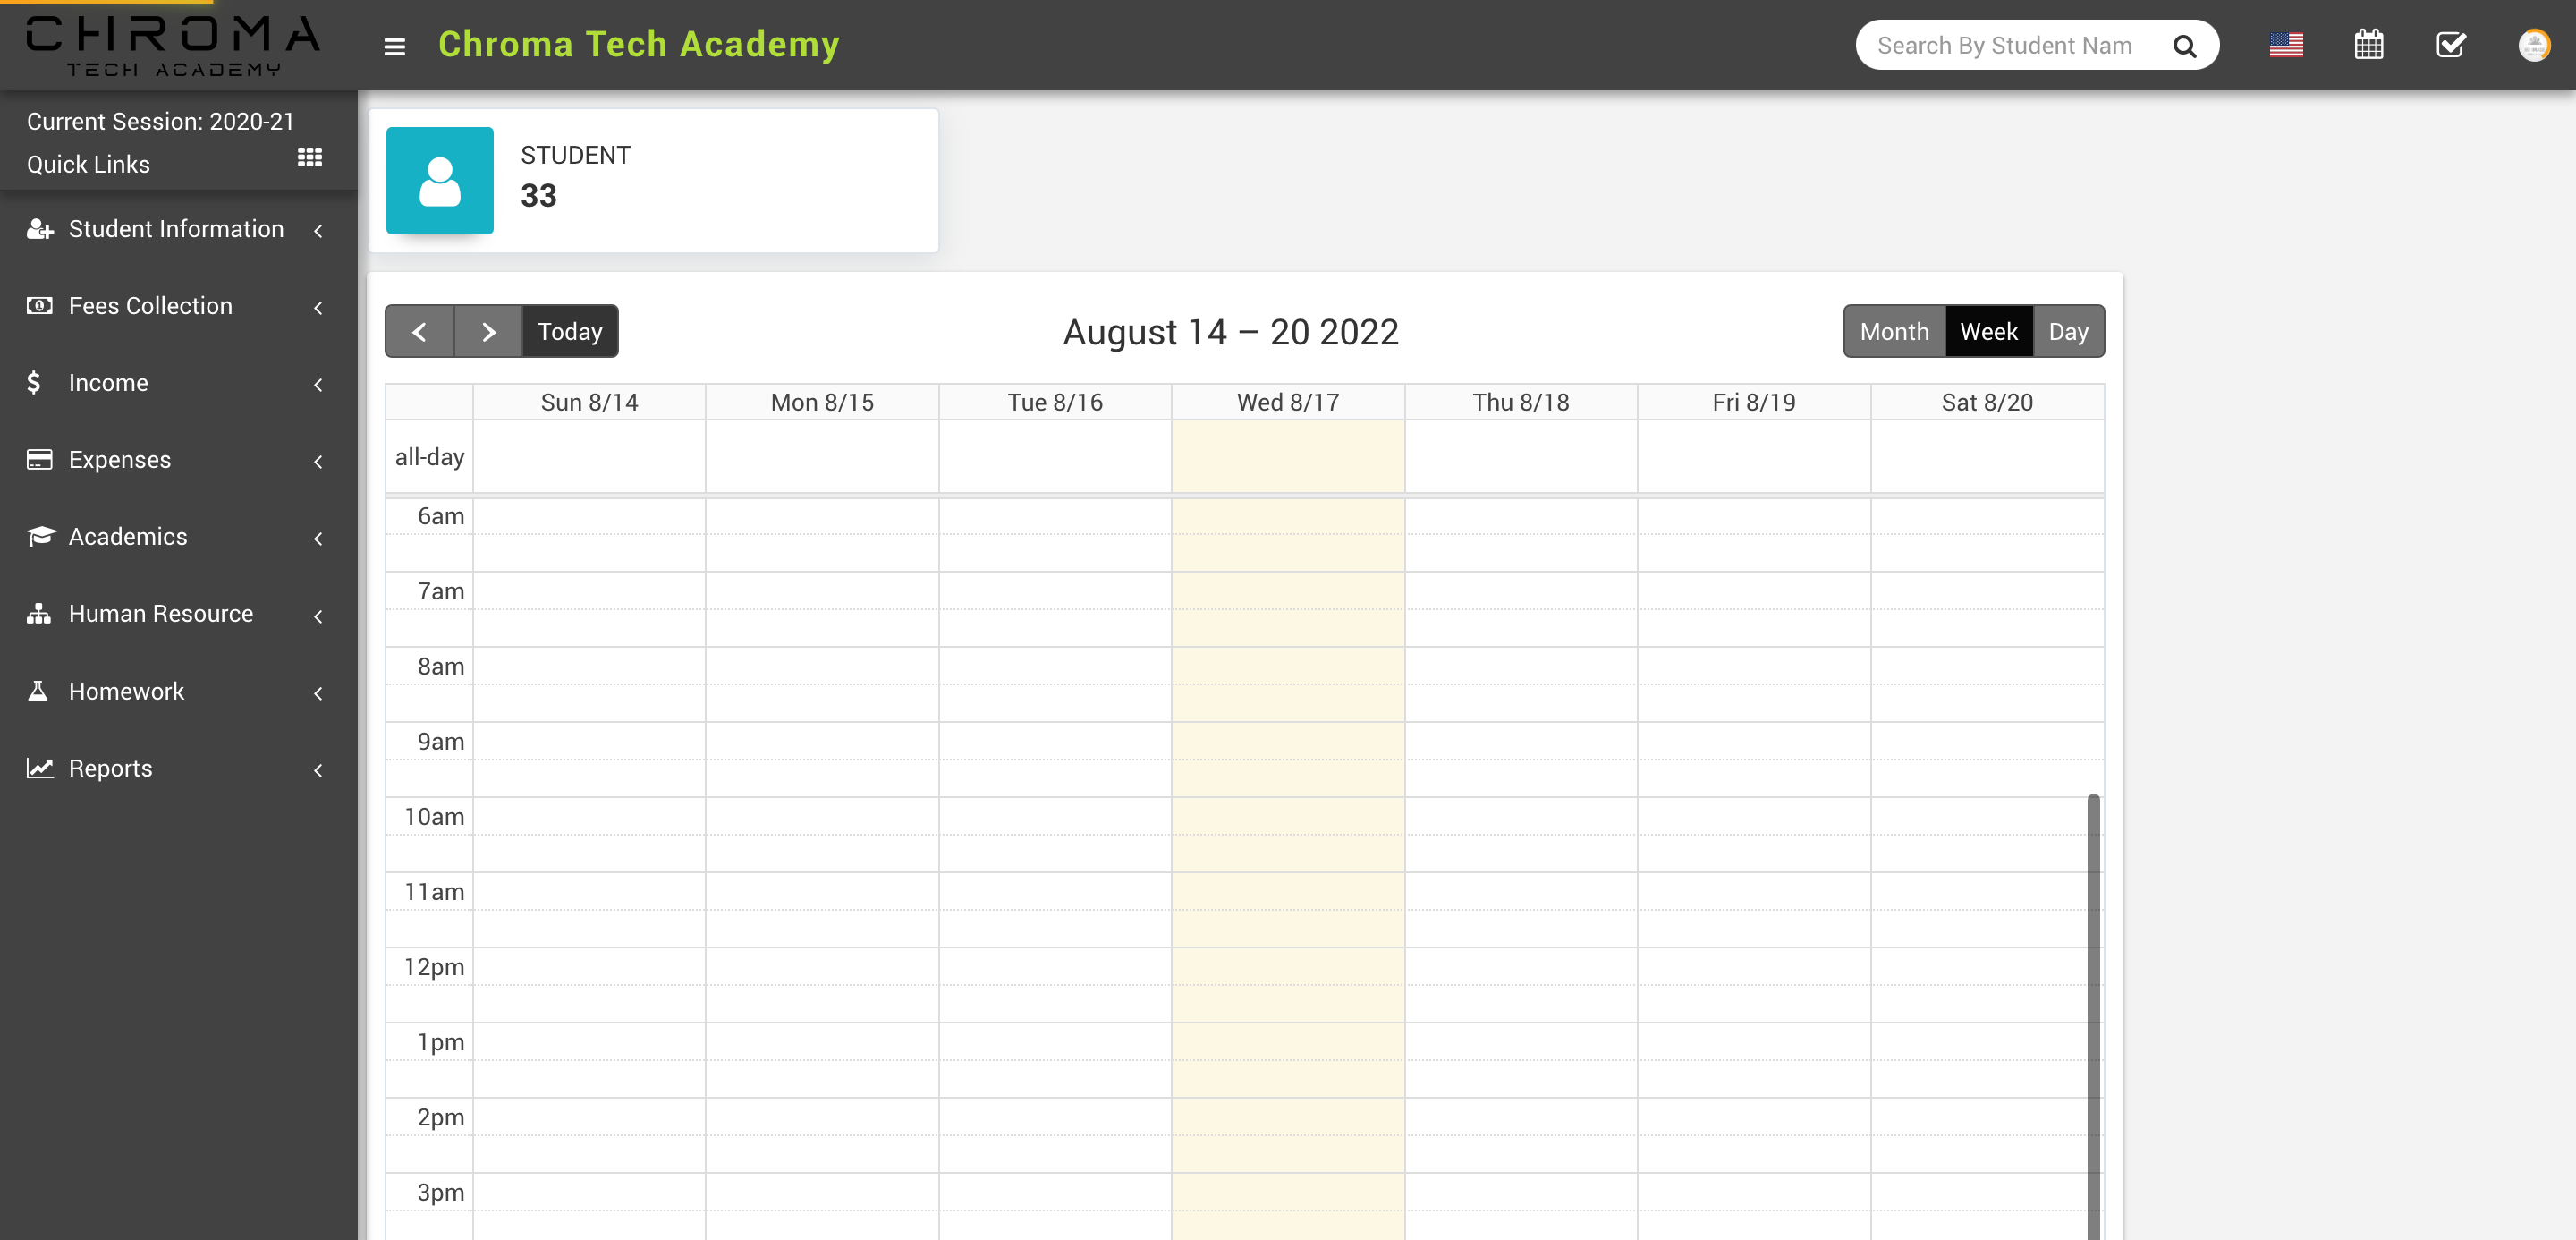 CHROMA
TECH ACADEMY
Chroma Tech Academy
Search By Student Nam
Current Session: 2020-21
Quick Links
Student Information
Fees Collection
Income
Expenses
Academics
Human Resource
Homework
Reports
STUDENT
33
Today
August 14 – 20 2022
Month Week Day
Sun 8/14 Mon 8/15 Tue 8/16 Wed 8/17 Thu 8/18 Fri 8/19 Sat 8/20
all-day
6am
7am
8am
9am
10am
11am
12pm
1pm
2pm
3pm